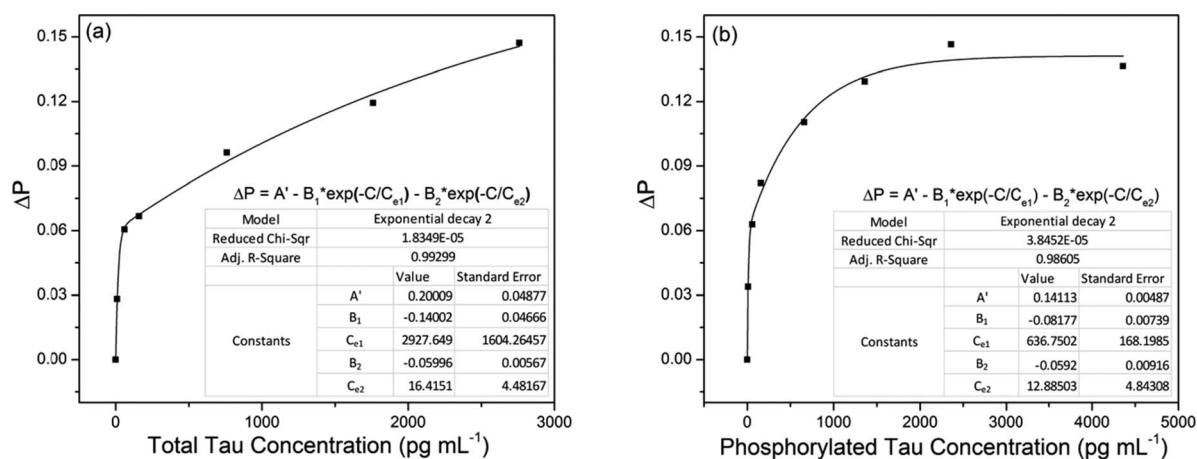 (a)
0.15
0.12
0.09
0.06
0.03
0.00
ΔP
ΔP = A' - B₁*exp(-C/Cₑ₁) - B₂*exp(-C/Cₑ₂)
Model Exponential decay 2
Reduced Chi-Sqr 1.8349E-05
Adj. R-Square 0.99299
Value Standard Error
Constants
A' 0.20009 0.04877
B₁ -0.14002 0.04666
Cₑ₁ 2927.649 1604.26457
B₂ -0.05996 0.00567
Cₑ₂ 16.4151 4.48167
0 1000 2000 3000
Total Tau Concentration (pg mL⁻¹)
(b)
0.15
0.12
0.09
0.06
0.03
0.00
ΔP
ΔP = A' - B₁*exp(-C/Cₑ₁) - B₂*exp(-C/Cₑ₂)
Model Exponential decay 2
Reduced Chi-Sqr 3.8452E-05
Adj. R-Square 0.98605
Value Standard Error
Constants
A' 0.14113 0.00487
B₁ -0.08177 0.00739
Cₑ₁ 636.7502 168.1985
B₂ -0.0592 0.00916
Cₑ₂ 12.88503 4.84308
0 1000 2000 3000 4000 5000
Phosphorylated Tau Concentration (pg mL⁻¹)